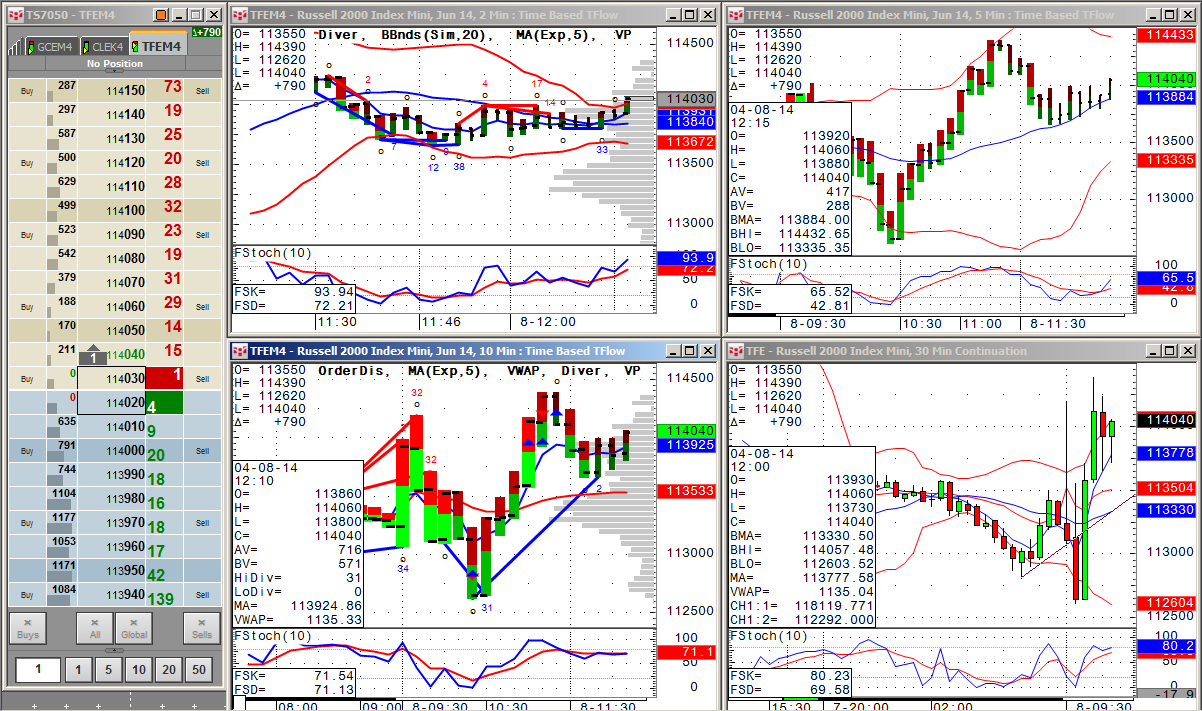 TS7050 - TFEM4
GCEM4 CLEK4 TFEM4 Δ+790
No Position
Buy 287 114150 73 Sell
297 114140 19
587 114130 25
Buy 500 114120 20 Sell
629 114110 28
499 114100 32
Buy 523 114090 23 Sell
542 114080 19
379 114070 31
Buy 188 114060 29 Sell
170 114050 14
211 1 114040 15
Buy 0 114030 1 Sell
0 114020 4
635 114010 9
Buy 791 114000 20 Sell
744 113990 18
1104 113980 16
Buy 1177 113970 18 Sell
1053 113960 17
1171 113950 42
Buy 1084 113940 139 Sell
Buys All Global Sells
1 1 5 10 20 50
TFEM4 - Russell 2000 Index Mini, Jun 14, 2 Min : Time Based TFlow
O= 113550 Diver, BBnds(Sim,20), MA(Exp,5), VP
H= 114390
L= 112620
L= 114040
Δ= +790
114500
114030
113840
113672
113500
113000
2 4 17 14
7 9 12 38 33
FStoch(10)
93.9
72.2
50
0
FSK= 93.94
FSD= 72.21
11:30 11:46 8-12:00
TFEM4 - Russell 2000 Index Mini, Jun 14, 5 Min : Time Based TFlow
O= 113550
H= 114390
L= 112620
L= 114040
Δ= +790
04-08-14
12:15
O= 113920
H= 114060
L= 113880
C= 114040
AV= 417
BV= 288
BMA= 113884.00
BHI= 114432.65
BLO= 113335.35
114433
114040
113884
113500
113335
113000
FStoch(10)
100
65.5
42.8
0
FSK= 65.52
FSD= 42.81
8-09:30 10:30 11:00 8-11:30
TFEM4 - Russell 2000 Index Mini, Jun 14, 10 Min : Time Based TFlow
O= 113550 OrderDis, MA(Exp,5), VWAP, Diver, VP
H= 114390
L= 112620
L= 114040
Δ= +790
04-08-14
12:10
O= 113860
H= 114060
L= 113800
C= 114040
AV= 716
BV= 571
HiDiv= 31
LoDiv= 0
MA= 113924.86
VWAP= 1135.33
32 32 34 31 2
114500
114040
113925
113533
113000
112500
FStoch(10)
100
71.1
50
0
FSK= 71.54
FSD= 71.13
08:00 09:00 8-09:30 10:30 8-11:30
TFE - Russell 2000 Index Mini, 30 Min Continuation
O= 113550
H= 114390
L= 112620
L= 114040
Δ= +790
04-08-14
12:00
O= 113930
H= 114060
L= 113730
C= 114040
BMA= 113330.50
BHI= 114057.48
BLO= 112603.52
MA= 113777.58
VWAP= 1135.04
CH1:1= 118119.771
CH1:2= 112292.000
114040
113778
113504
113330
113000
112604
112500
FStoch(10)
100
80.2
50
0
-17.9
FSK= 80.23
FSD= 69.58
15:30 7-20:00 02:00 8-09:30